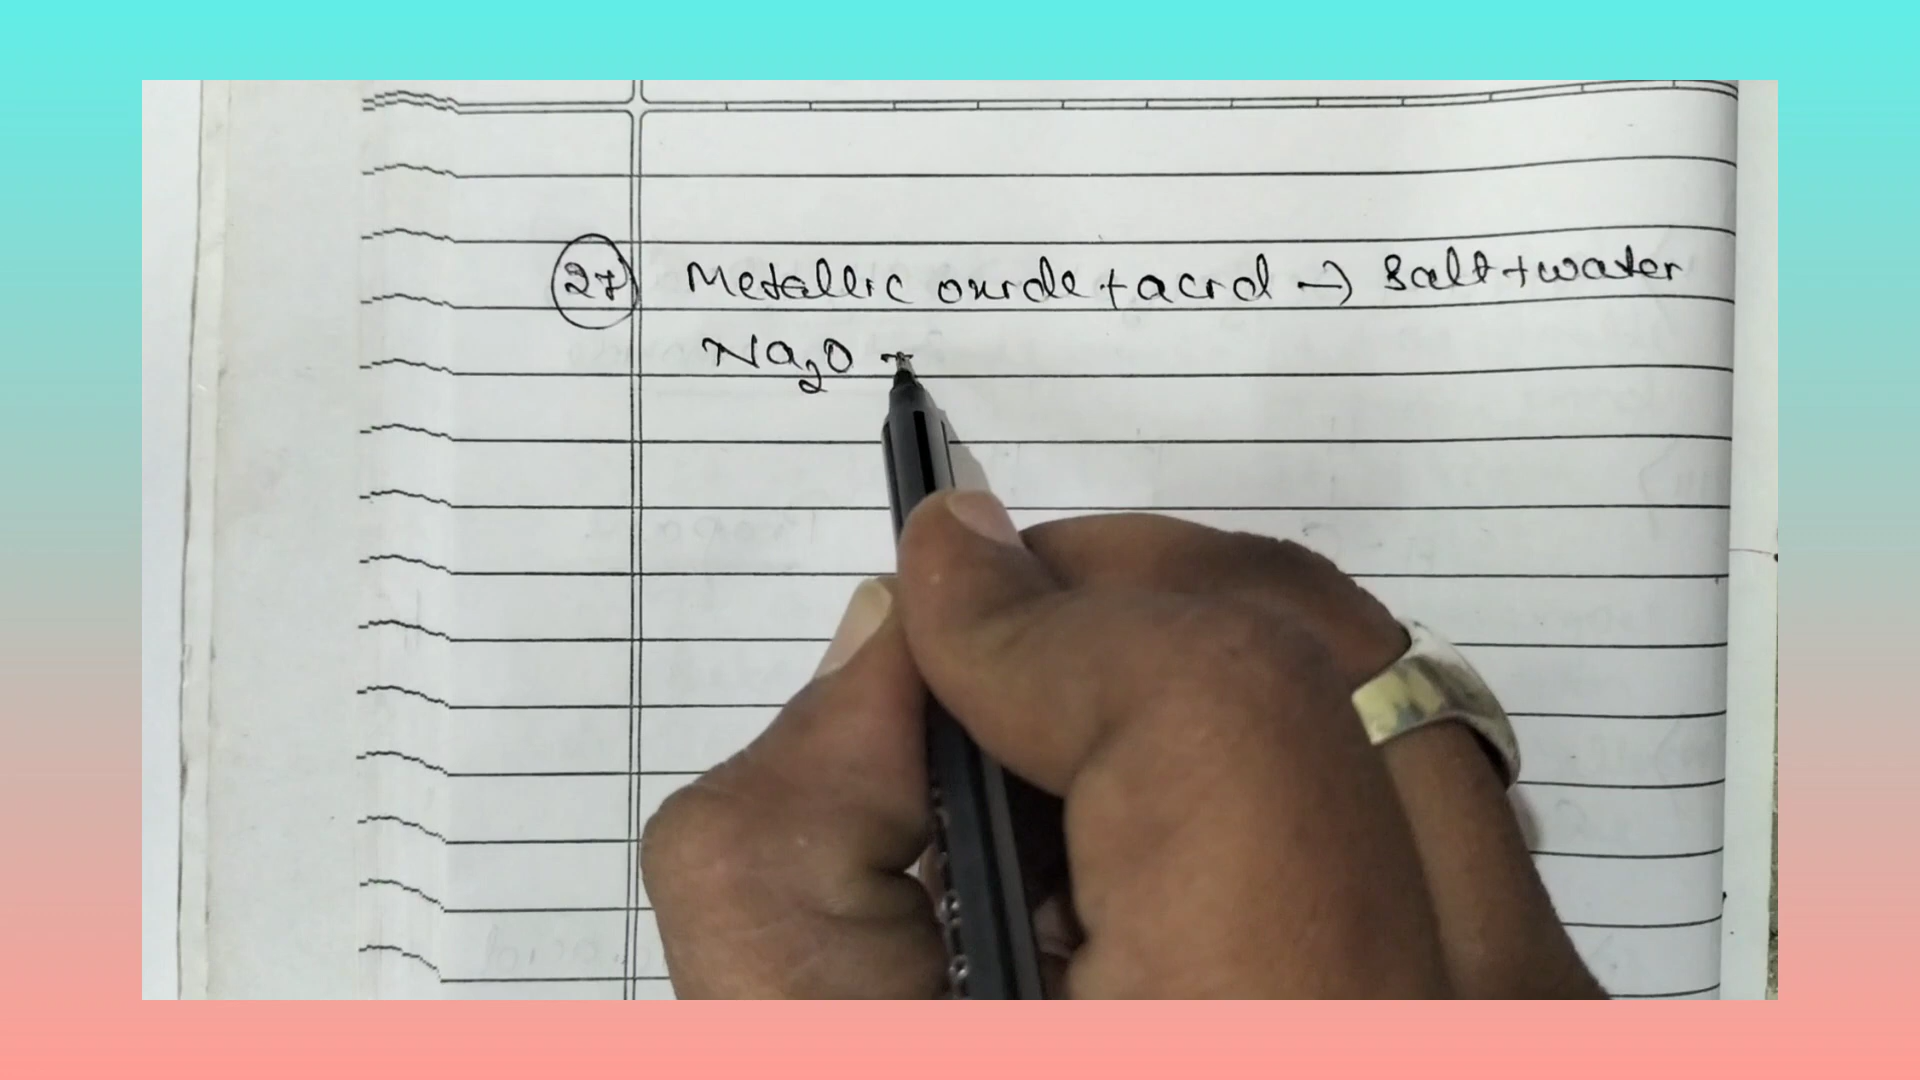 27 Metallic oxide + acid → Salt + water
Na₂O +